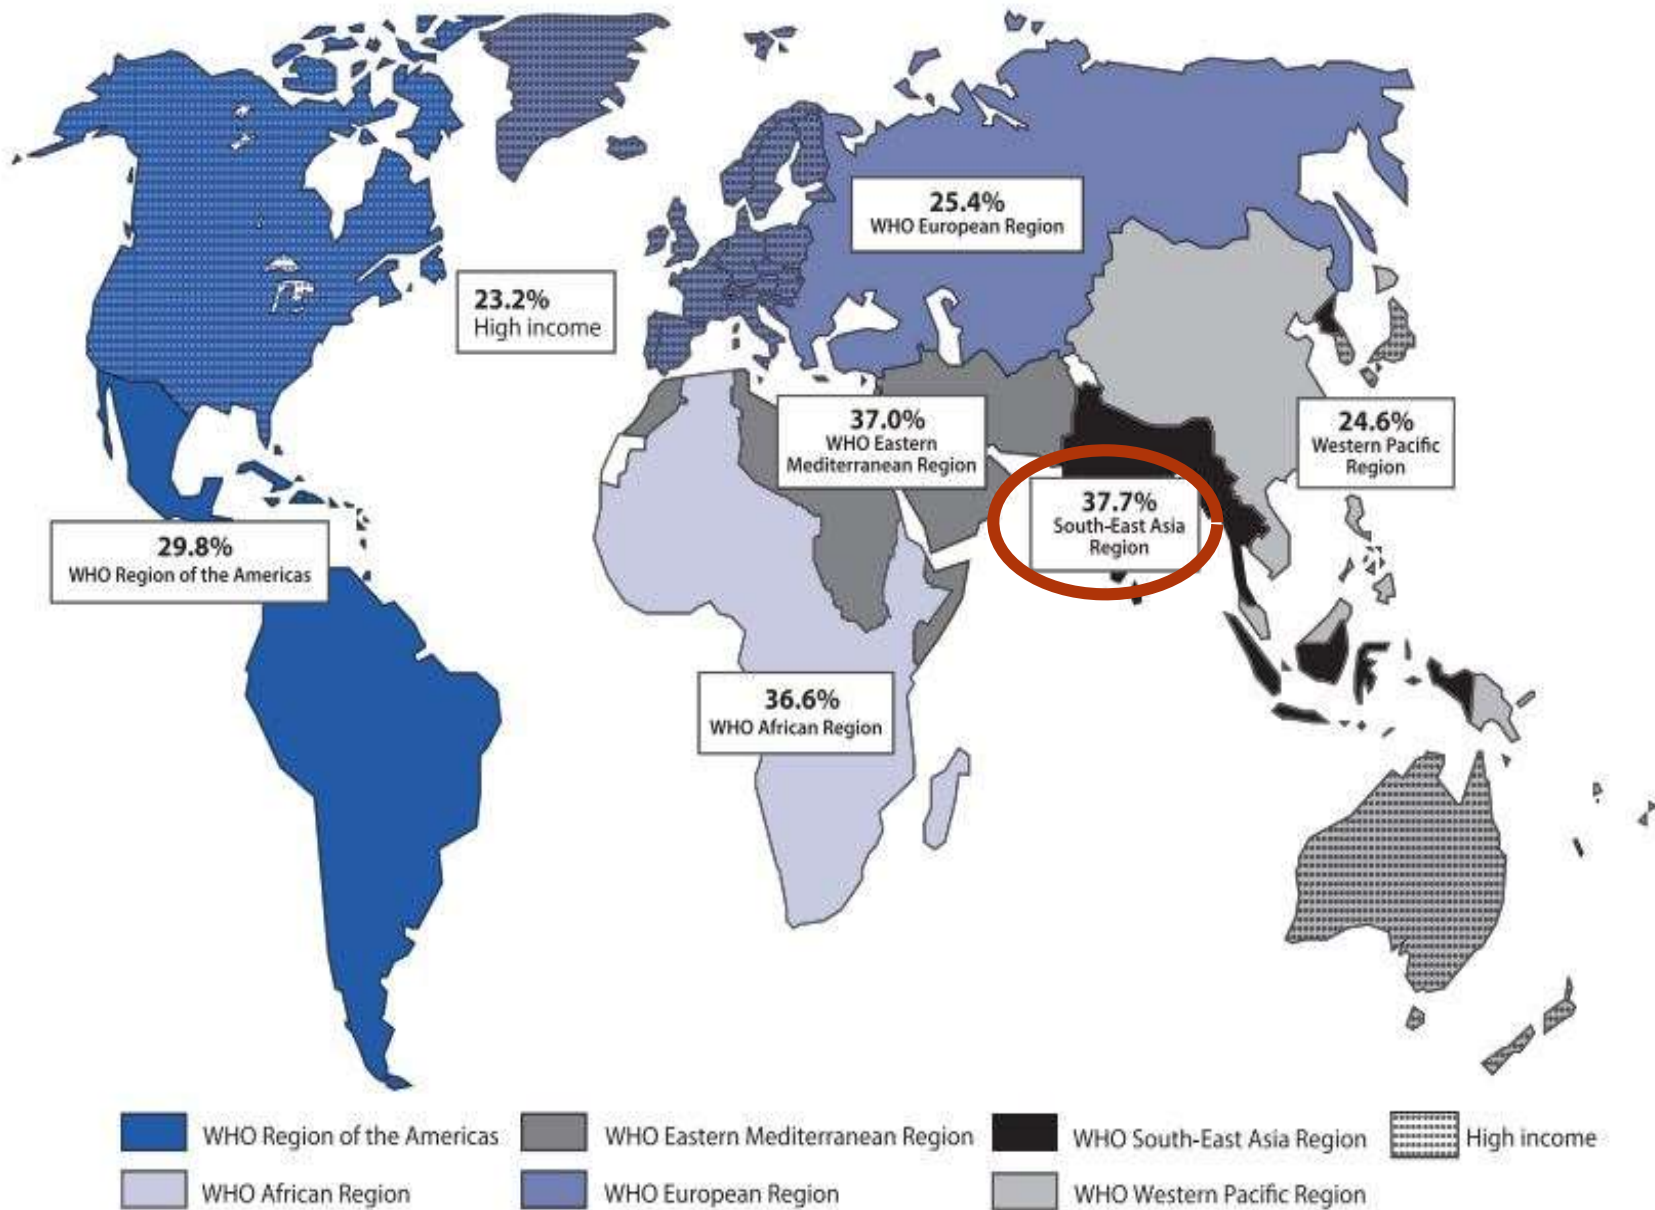 25.4%
WHO European Region
23.2%
High income
37.0%
WHO Eastern
Mediterranean Region
24.6%
Western Pacific
Region
37.7%
South-East Asia
Region
29.8%
WHO Region of the Americas
36.6%
WHO African Region
WHO Region of the Americas
WHO Eastern Mediterranean Region
WHO South-East Asia Region
High income
WHO African Region
WHO European Region
WHO Western Pacific Region